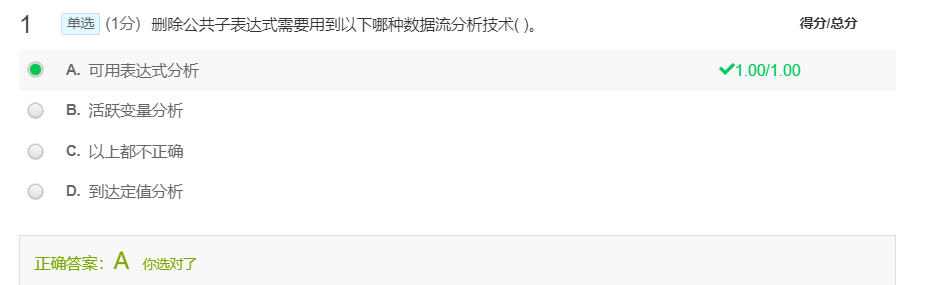 1 单选 (1分) 删除公共子表达式需要用到以下哪种数据流分析技术( )。 得分/总分
A. 可用表达式分析 1.00/1.00
B. 活跃变量分析
C. 以上都不正确
D. 到达定值分析
正确答案：A 你选对了